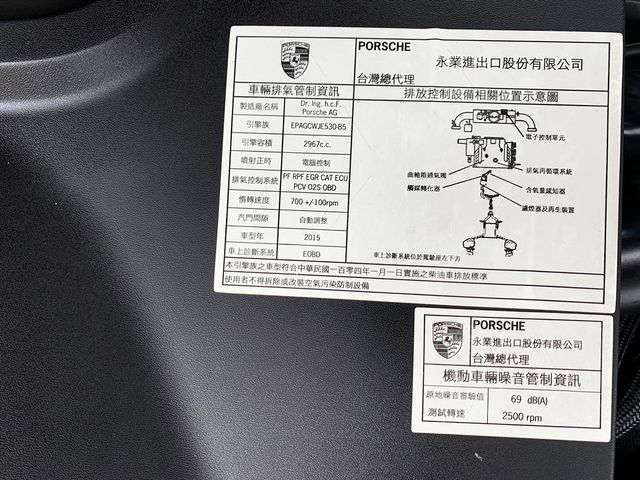 PORSCHE
永業進出口股份有限公司
台灣總代理
車輛排氣管制資訊
排放控制設備相關位置示意圖
製造廠名稱 Dr. Ing. h.c.F. Porsche AG
引擎族 EPAGCWJE530-B5
引擎容積 2967c.c.
噴射正時 電腦控制
排氣控制系統 PF RPF EGR CAT ECU PCV O2S OBD
惰轉速度 700 +/-100rpm
汽門間隙 自動調整
車型年 2015
車上診斷系統 EOBD
電子控制單元
曲軸箱通氣閥
排氣再循環系統
觸媒轉化器
含氧量感知器
濾煙器及再生裝置
車上診斷系統位於駕駛座左下方
本引擎族之車型符合中華民國一百零四年一月一日實施之柴油車排放標準
使用者不得拆除或改裝空氣污染防制設備
PORSCHE
永業進出口股份有限公司
台灣總代理
機動車輛噪音管制資訊
原地噪音審驗值 69 dB(A)
測試轉速 2500 rpm